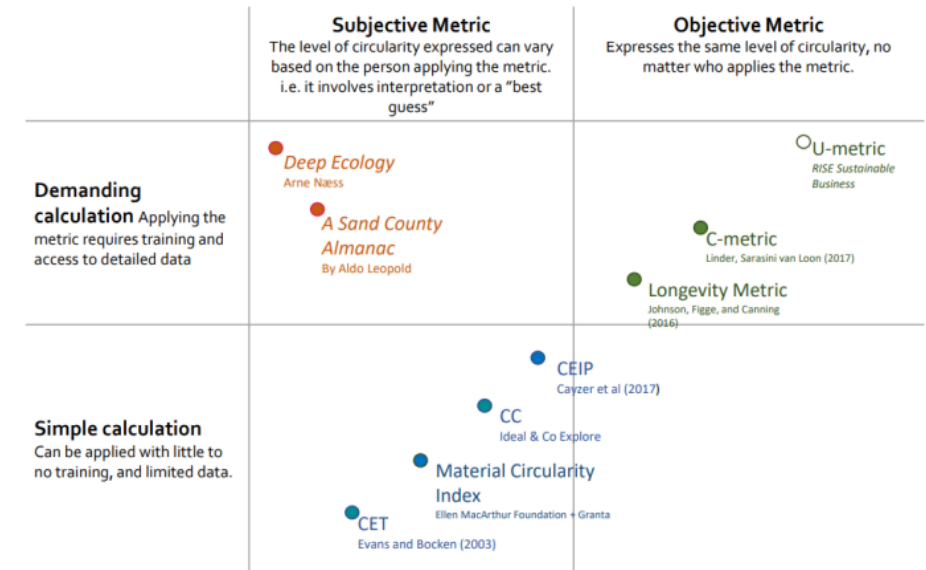 Subjective Metric
The level of circularity expressed can vary
based on the person applying the metric.
i.e. it involves interpretation or a “best
guess”
Objective Metric
Expresses the same level of circularity, no
matter who applies the metric.
Demanding
calculation Applying the
metric requires training and
access to detailed data
Deep Ecology
Arne Næss
A Sand County
Almanac
By Aldo Leopold
U-metric
RISE Sustainable
Business
C-metric
Linder, Sarasini van Loon (2017)
Longevity Metric
Johnson, Figge, and Canning
(2016)
Simple calculation
Can be applied with little to
no training, and limited data.
CEIP
Cayzer et al (2017)
CC
Ideal & Co Explore
Material Circularity
Index
Ellen MacArthur Foundation + Granta
CET
Evans and Bocken (2003)